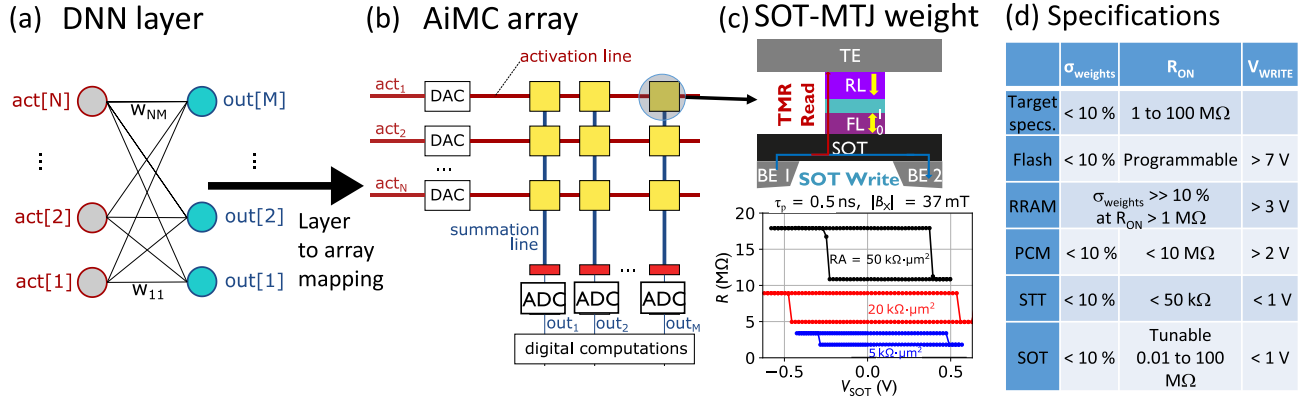 (a) DNN layer
act[N]
out[M]
w_NM
⋮
⋮
act[2]
out[2]
act[1]
out[1]
w_11
Layer
to array
mapping
(b) AiMC array
activation line
act_1
DAC
act_2
DAC
...
act_N
DAC
summation
line
...
ADC
ADC
ADC
out_1
out_2
out_M
digital computations
(c) SOT-MTJ weight
TE
TMR
Read
RL
FL
1
0
SOT
BE 1
BE 2
SOT Write
τ_p = 0.5 ns, |B_X| = 37 mT
R (MΩ)
20
15
10
5
0
RA = 50 kΩ·μm²
20 kΩ·μm²
5 kΩ·μm²
−0.5
0.0
0.5
V_SOT (V)
(d) Specifications
σ_weights R_ON V_WRITE
Target
specs.
< 10 % 1 to 100 MΩ
Flash < 10% Programmable > 7 V
RRAM
σ_weights >> 10 %
at R_ON > 1 MΩ
> 3 V
PCM < 10 % < 10 MΩ > 2 V
STT < 10% < 50 kΩ < 1 V
SOT < 10 %
Tunable
0.01 to 100
MΩ
< 1 V